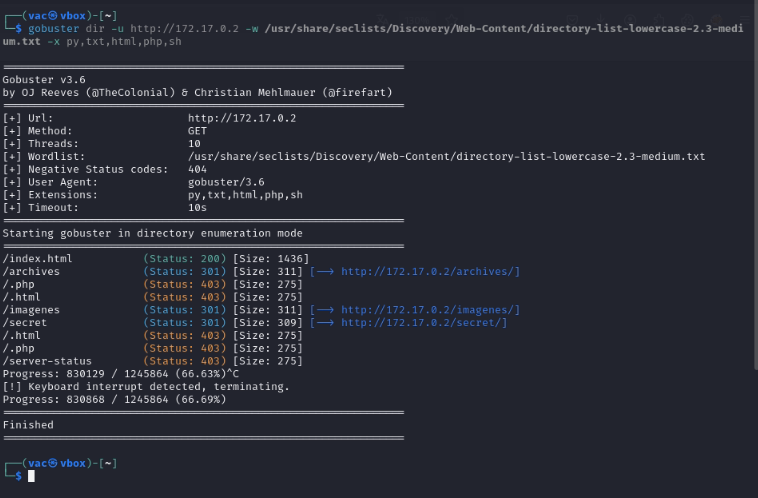 ┌──(vac㉿vbox)-[~]
└─$ gobuster dir -u http://172.17.0.2 -w /usr/share/seclists/Discovery/Web-Content/directory-list-lowercase-2.3-medi
um.txt -x py,txt,html,php,sh
===============================================================
Gobuster v3.6
by OJ Reeves (@TheColonial) & Christian Mehlmauer (@firefart)
===============================================================
[+] Url:                     http://172.17.0.2
[+] Method:                  GET
[+] Threads:                 10
[+] Wordlist:                /usr/share/seclists/Discovery/Web-Content/directory-list-lowercase-2.3-medium.txt
[+] Negative Status codes:   404
[+] User Agent:              gobuster/3.6
[+] Extensions:              py,txt,html,php,sh
[+] Timeout:                 10s
===============================================================
Starting gobuster in directory enumeration mode
===============================================================
/index.html           (Status: 200) [Size: 1436]
/archives             (Status: 301) [Size: 311] [--> http://172.17.0.2/archives/]
/.php                 (Status: 403) [Size: 275]
/.html                (Status: 403) [Size: 275]
/imagenes             (Status: 301) [Size: 311] [--> http://172.17.0.2/imagenes/]
/secret               (Status: 301) [Size: 309] [--> http://172.17.0.2/secret/]
/.html                (Status: 403) [Size: 275]
/.php                 (Status: 403) [Size: 275]
/server-status        (Status: 403) [Size: 275]
Progress: 830129 / 1245864 (66.63%)^C
[!] Keyboard interrupt detected, terminating.
Progress: 830868 / 1245864 (66.69%)
===============================================================
Finished
===============================================================
┌──(vac㉿vbox)-[~]
└─$